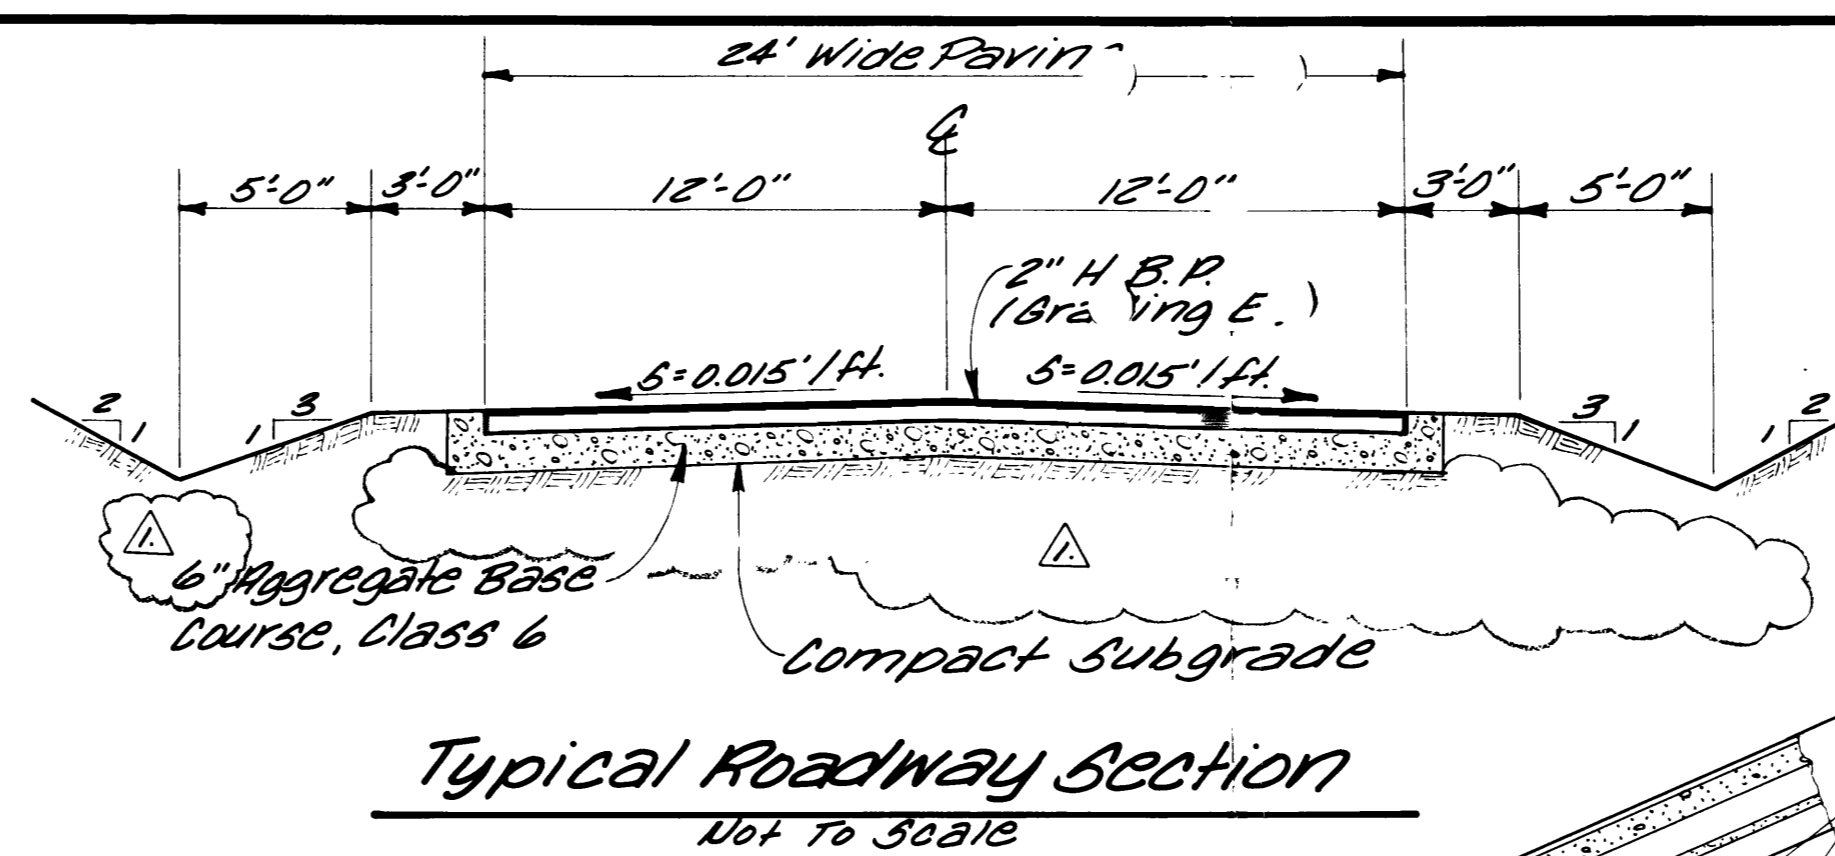 24' Wide Pavin
℄
5'-0" 3'-0" 12'-0" 12'-0" 3'-0" 5'-0"
2" H B.P.
(Gra ing E. )
S=0.015'/ft. S=0.015'/ft.
2 1 1 3 3 1 1 2
1. 1.
6" Aggregate Base
Course, Class 6
Compact Subgrade
Typical Roadway Section
Not To Scale